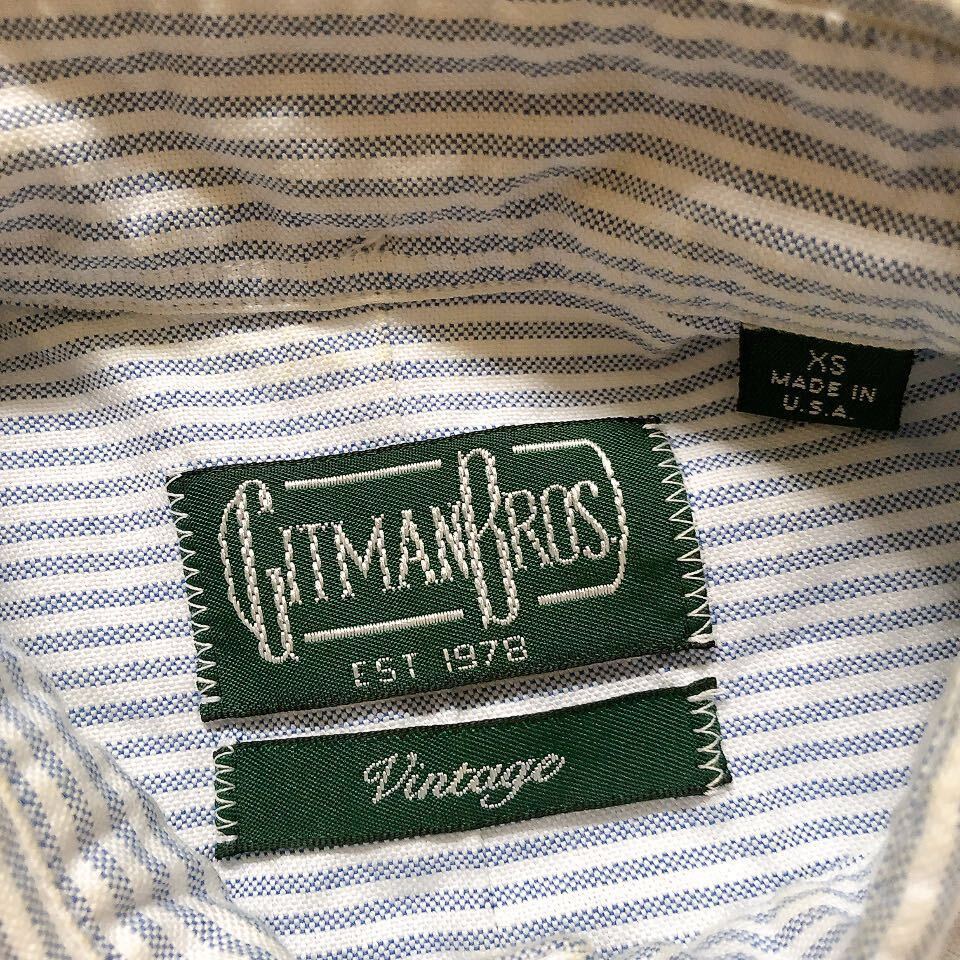 XS
MADE IN
U.S.A.
GITMAN BROS
EST 1978
Vintage